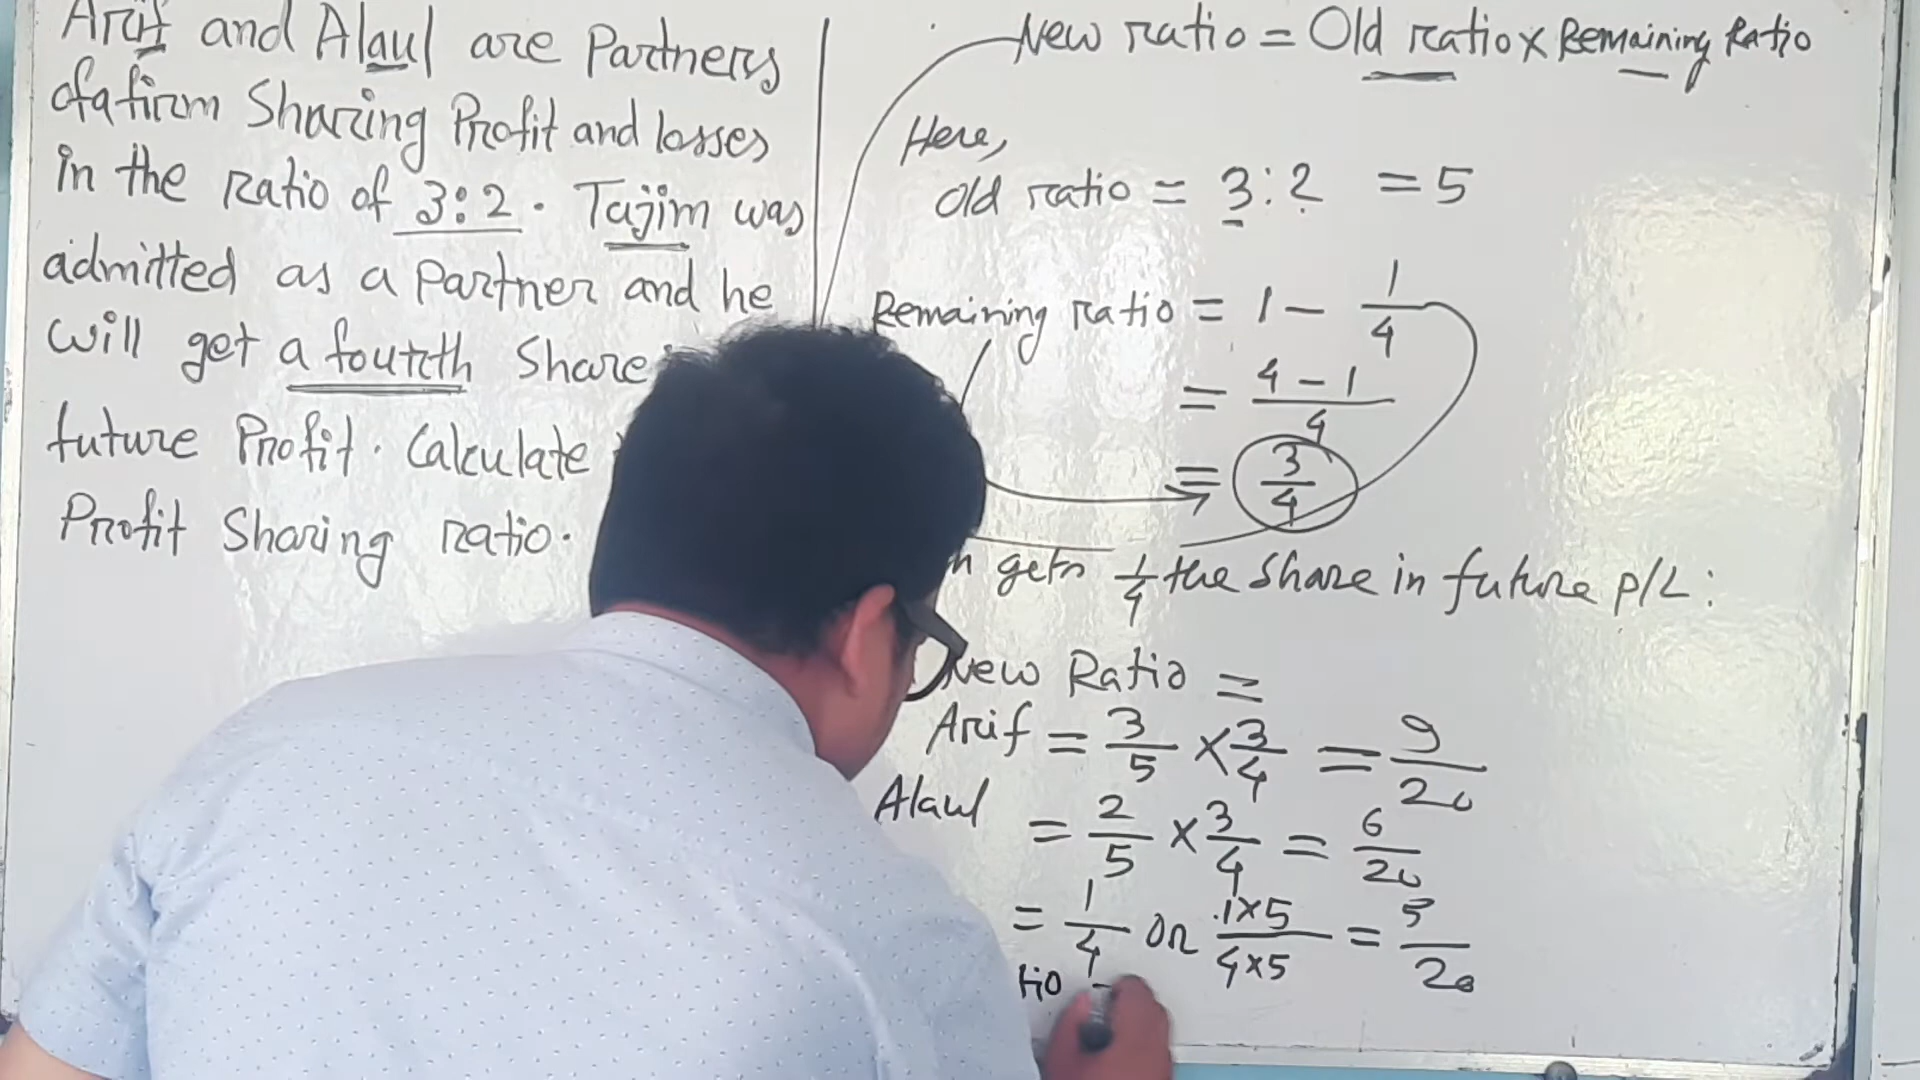 Arif and Alaul are Partners
of a firm Sharing Profit and losses
in the ratio of 3:2. Tajim was
admitted as a Partner and he
will get a fourth Share
future Profit. Calculate
Profit Sharing ratio.
New ratio = Old ratio × Remaining Ratio
Here,
Old ratio = 3:2 = 5
Remaining ratio = 1 - 1/4
= 4 - 1/4
= 3/4
gets 1/4 the Share in future P/L:
New Ratio =
Arif = 3/5 × 3/4 = 9/20
Alaul = 2/5 × 3/4 = 6/20
= 1/4 or 1×5/4×5 = 5/20
tio